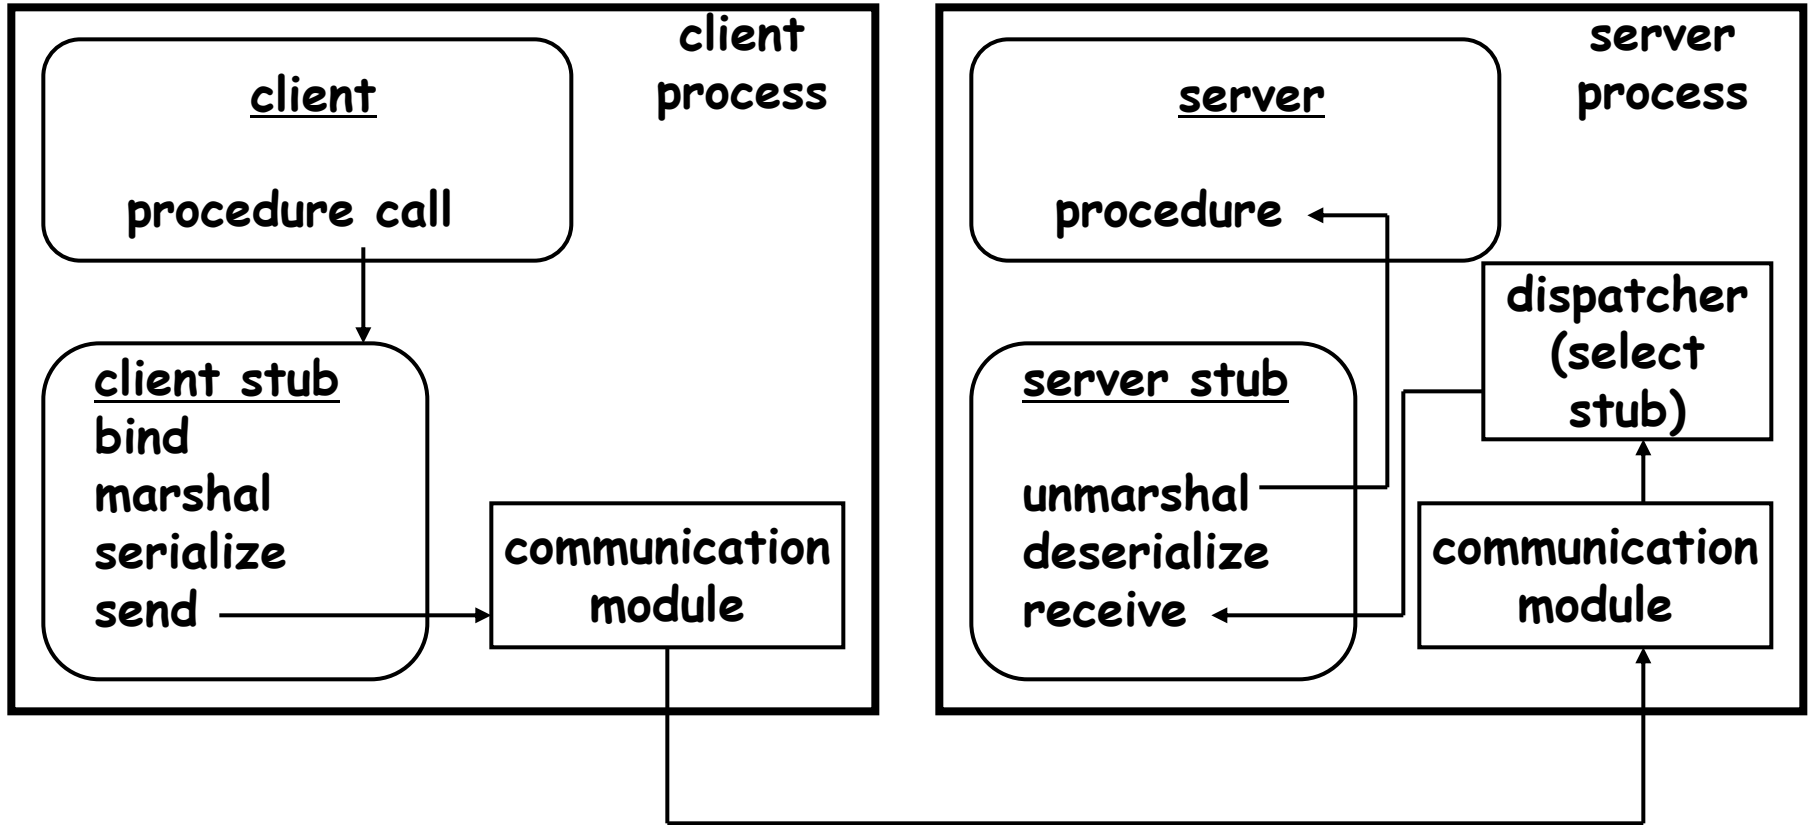 client
process
client
procedure call
client stub
bind
marshal
serialize
send
communication
module
server
process
server
procedure
dispatcher
(select
stub)
server stub
unmarshal
deserialize
receive
communication
module